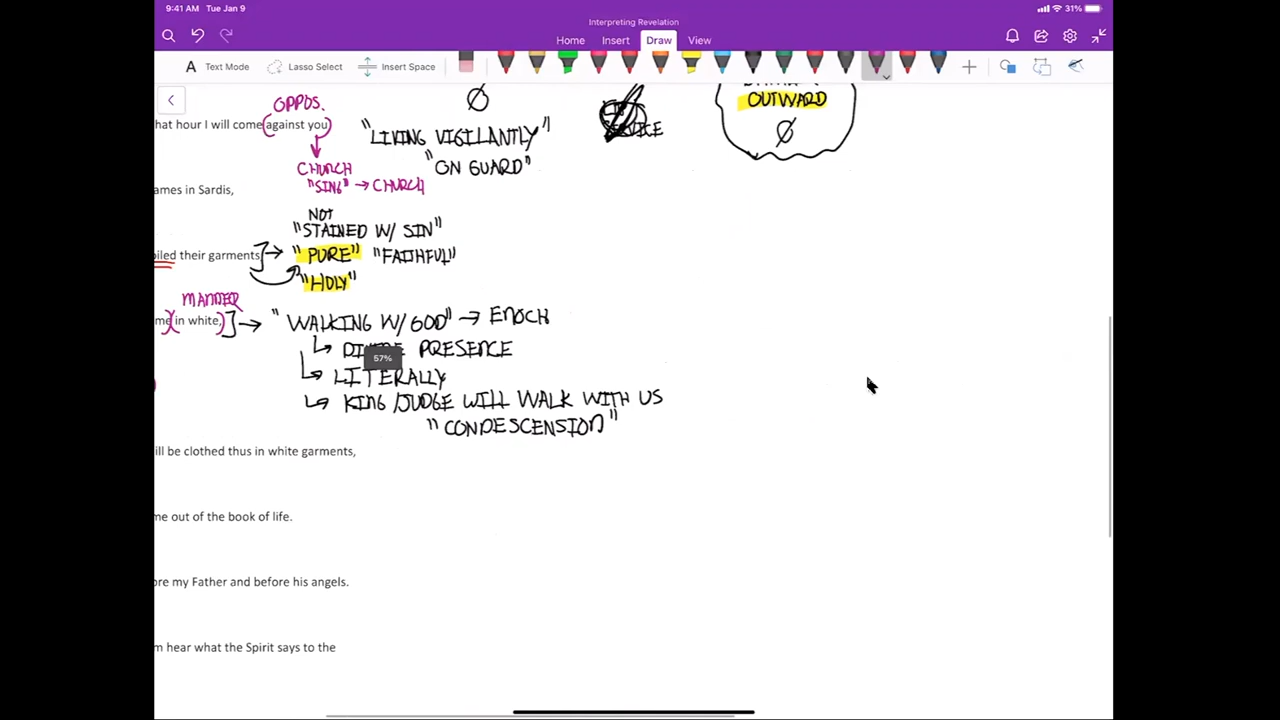 9:41 AM Tue Jan 9
31%
Interpreting Revelation
Home Insert Draw View
Text Mode Lasso Select Insert Space
OPPOS.
OUTWARD
Ø
Ø
hat hour I will come (against you)
"LIVING VIGILANTLY"
"ON GUARD"
CHURCH
"SING" → CHURCH
ames in Sardis,
NOT
"STAINED W/ SIN"
oiled their garments] → "PURE" "FAITHFUL"
"HOLY"
MANNER
me (in white,)] → "WALKING W/ GOD" → ENOCH
PRESENCE
57%
LITERALLY
KING/JUDGE WILL WALK WITH US
"CONDESCENSION"
ill be clothed thus in white garments,
me out of the book of life.
ore my Father and before his angels.
m hear what the Spirit says to the